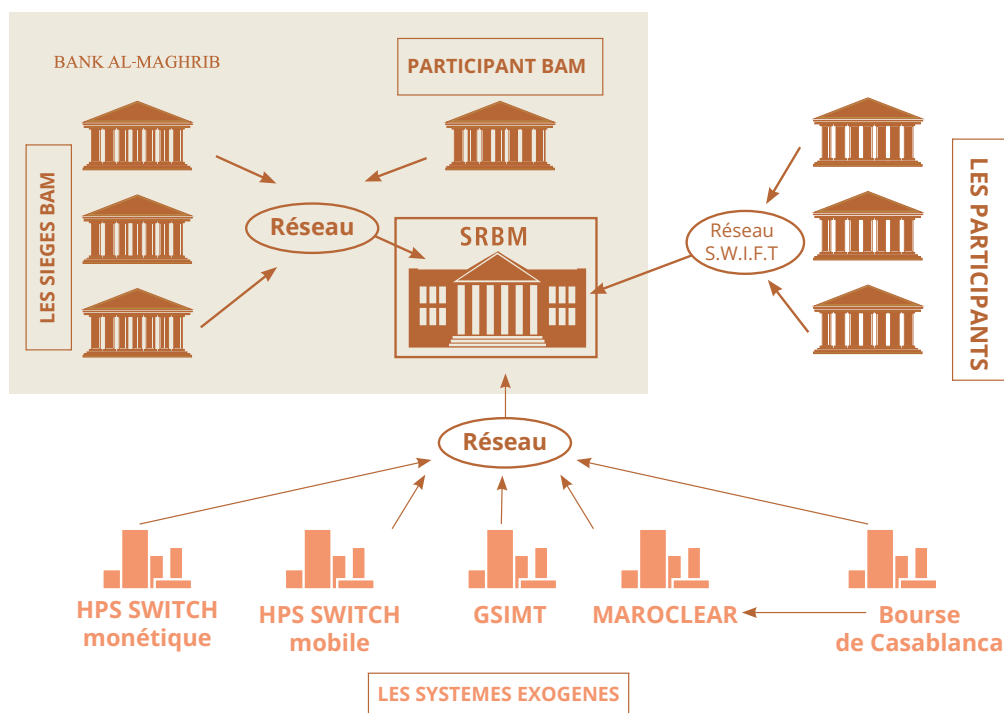 BANK AL-MAGHRIB
PARTICIPANT BAM
LES SIEGES BAM
Réseau
SRBM
Réseau
S.W.I.F.T
LES PARTICIPANTS
Réseau
HPS SWITCH
monétique
HPS SWITCH
mobile
GSIMT
MAROCLEAR
Bourse
de Casablanca
LES SYSTEMES EXOGENES